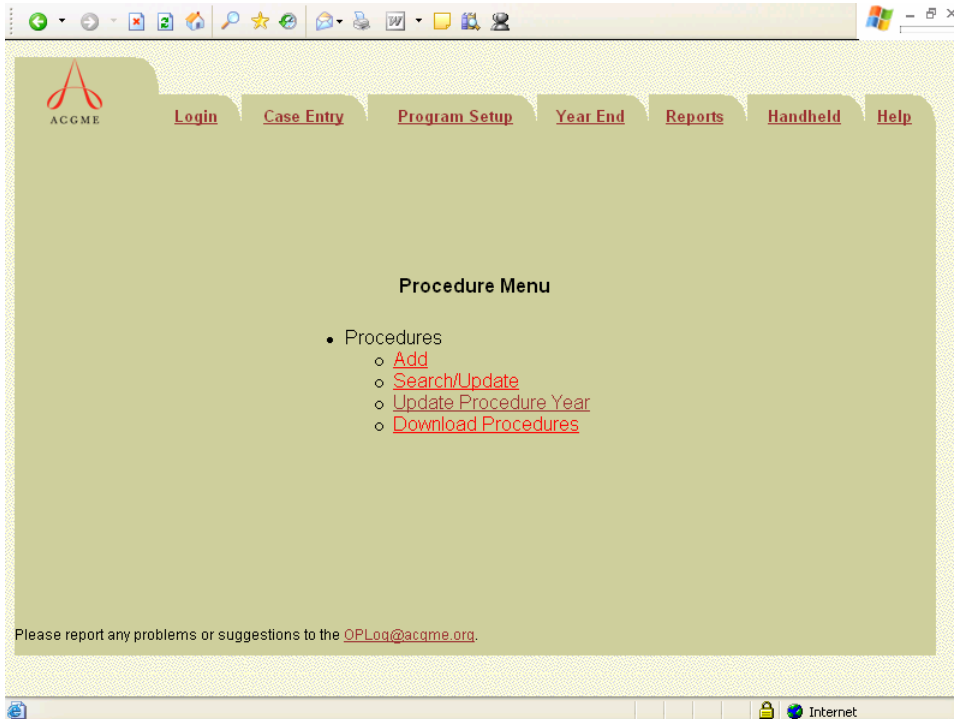 ACGME
Login Case Entry Program Setup Year End Reports Handheld Help
Procedure Menu
• Procedures
o Add
o Search/Update
o Update Procedure Year
o Download Procedures
Please report any problems or suggestions to the OPLog@acgme.org.
Internet